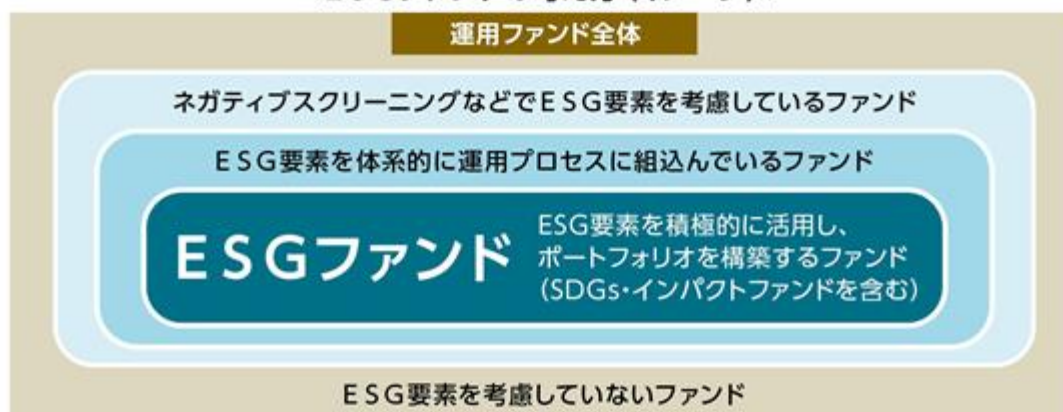 運用ファンド全体
ネガティブスクリーニングなどでESG要素を考慮しているファンド
ESG要素を体系的に運用プロセスに組込んでいるファンド
ESGファンド
ESG要素を積極的に活用し、
ポートフォリオを構築するファンド
(SDGs・インパクトファンドを含む)
ESG要素を考慮していないファンド